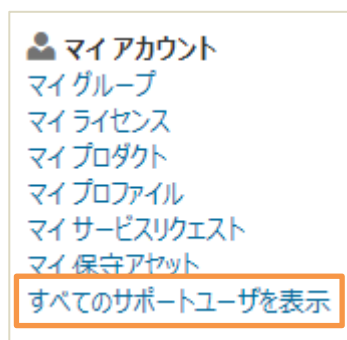 マイ アカウント
マイ グループ
マイ ライセンス
マイ プロダクト
マイ プロファイル
マイ サービスリクエスト
マイ 保守アセット
すべてのサポートユーザを表示